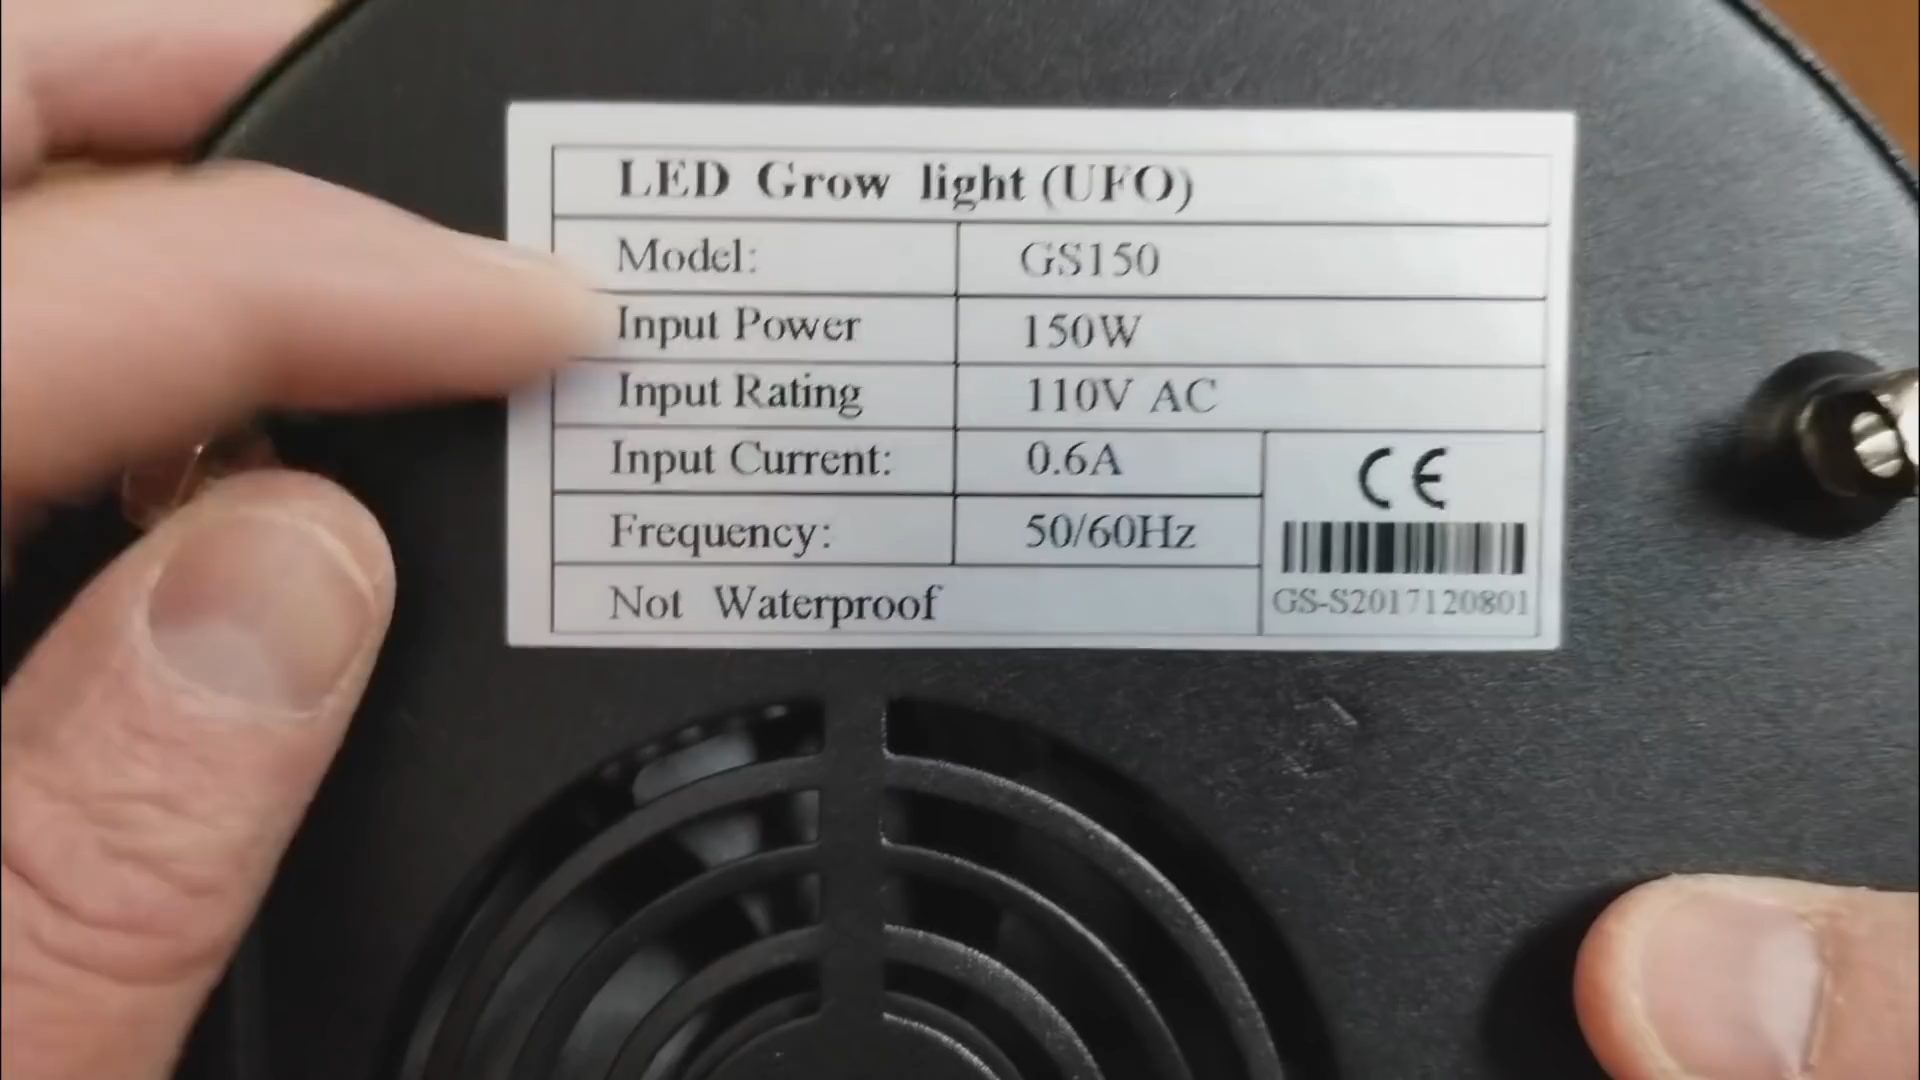 LED Grow light (UFO)
Model: GS150
Input Power 150W
Input Rating 110V AC
Input Current: 0.6A
Frequency: 50/60Hz
Not Waterproof
CE
GS-S2017120801